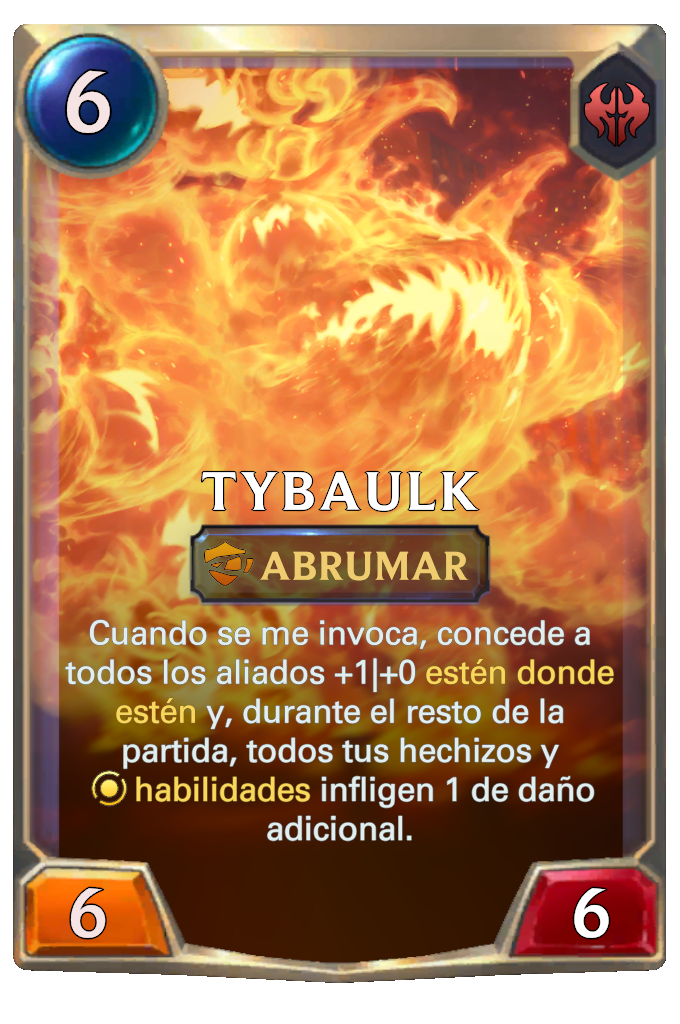 6
TYBAULK
ABRUMAR
Cuando se me invoca, concede a
todos los aliados +1|+0 estén donde
estén y, durante el resto de la
partida, todos tus hechizos y
habilidades infligen 1 de daño
adicional.
6
6